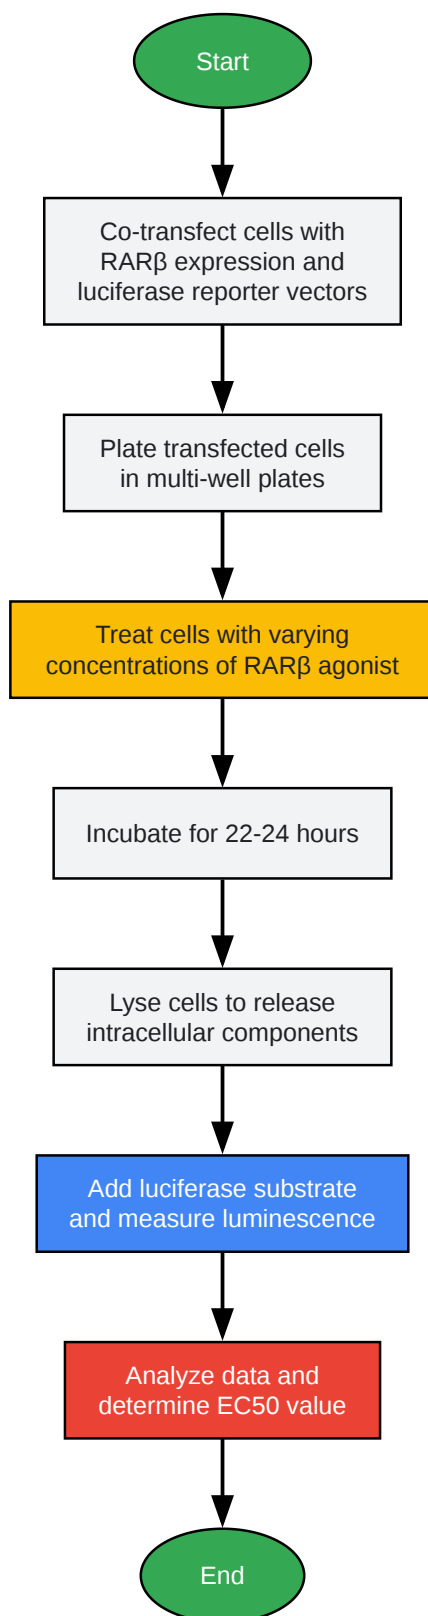 Start
Co-transfect cells with
RARβ expression and
luciferase reporter vectors
Plate transfected cells
in multi-well plates
Treat cells with varying
concentrations of RARβ agonist
Incubate for 22-24 hours
Lyse cells to release
intracellular components
Add luciferase substrate
and measure luminescence
Analyze data and
determine EC50 value
End